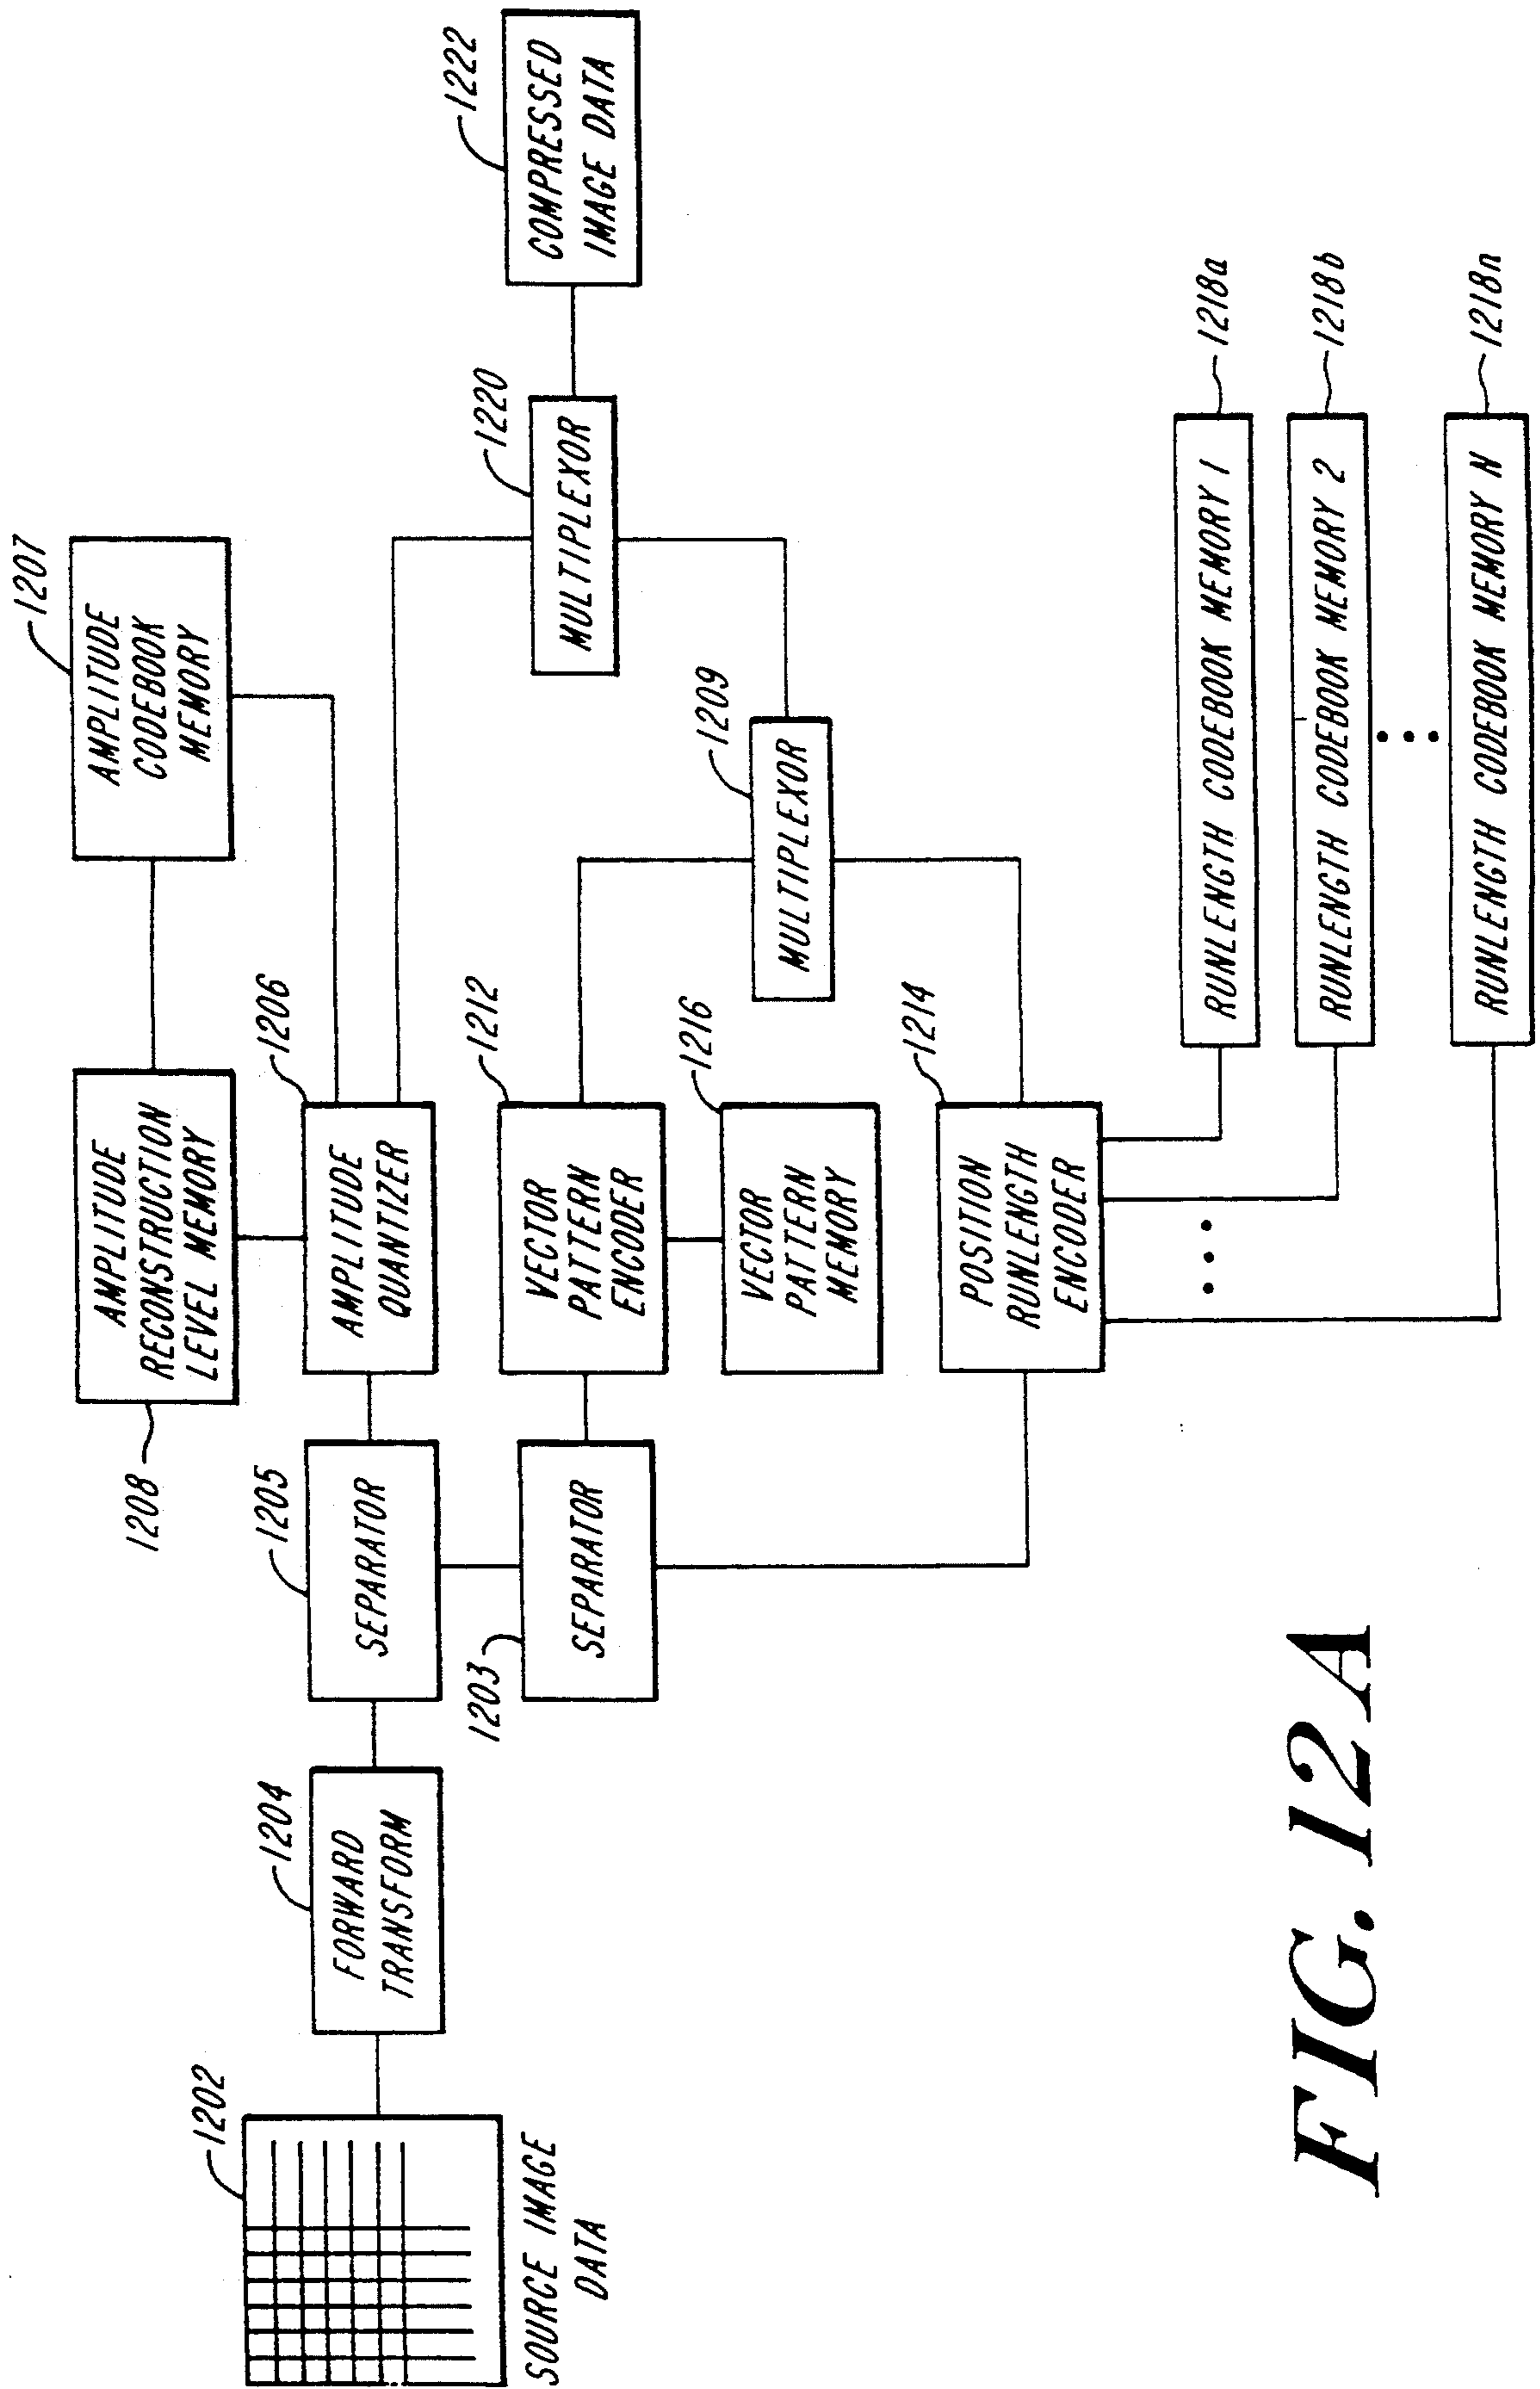 1202
SOURCE IMAGE
DATA
1204
FORWARD
TRANSFORM
1205
SEPARATOR
1203
SEPARATOR
1208
AMPLITUDE
RECONSTRUCTION
LEVEL MEMORY
1207
AMPLITUDE
CODEBOOK
MEMORY
1206
AMPLITUDE
QUANTIZER
1212
VECTOR
PATTERN
ENCODER
1216
VECTOR
PATTERN
MEMORY
1214
POSITION
RUNLENGTH
ENCODER
1209
MULTIPLEXOR
1220
MULTIPLEXOR
1222
COMPRESSED
IMAGE DATA
RUNLENGTH CODEBOOK MEMORY 1
1218a
RUNLENGTH CODEBOOK MEMORY 2
1218b
RUNLENGTH CODEBOOK MEMORY N
1218n
FIG. 12A